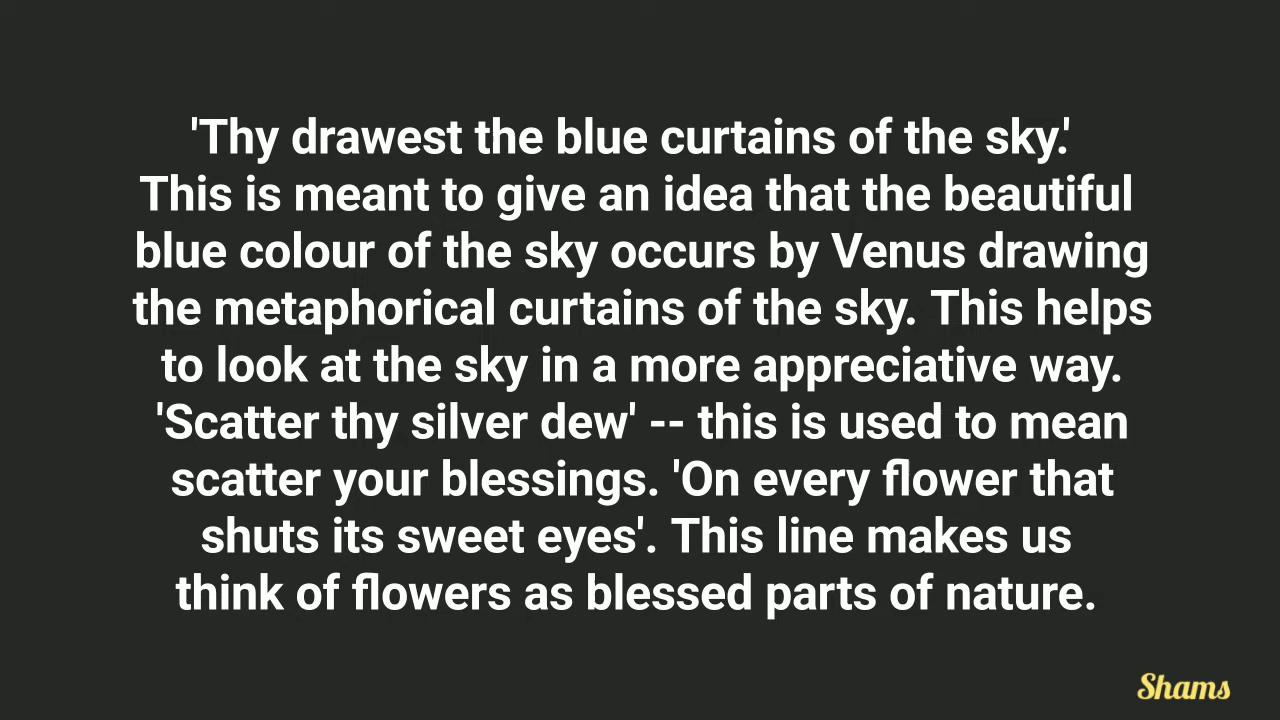 'Thy drawest the blue curtains of the sky.'
This is meant to give an idea that the beautiful
blue colour of the sky occurs by Venus drawing
the metaphorical curtains of the sky. This helps
to look at the sky in a more appreciative way.
'Scatter thy silver dew' -- this is used to mean
scatter your blessings. 'On every flower that
shuts its sweet eyes'. This line makes us
think of flowers as blessed parts of nature.
Shams